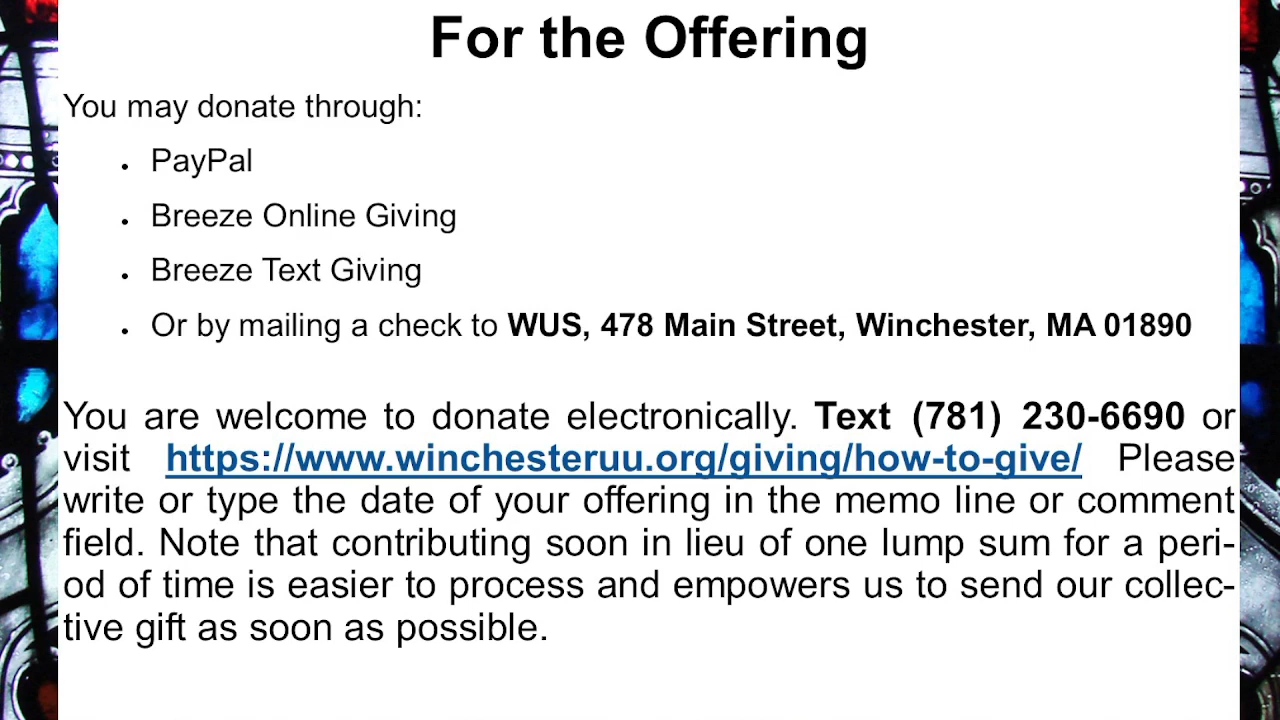 For the Offering
You may donate through:
• PayPal
• Breeze Online Giving
• Breeze Text Giving
• Or by mailing a check to WUS, 478 Main Street, Winchester, MA 01890
You are welcome to donate electronically. Text (781) 230-6690 or
visit https://www.winchesteruu.org/giving/how-to-give/ Please
write or type the date of your offering in the memo line or comment
field. Note that contributing soon in lieu of one lump sum for a peri-
od of time is easier to process and empowers us to send our collec-
tive gift as soon as possible.